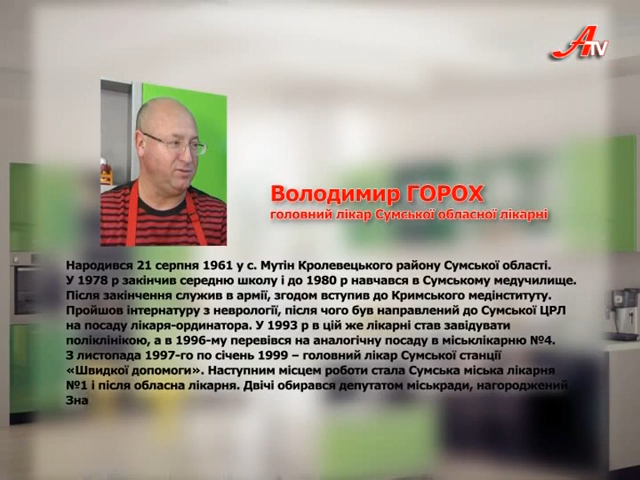 АTV
Володимир ГОРОХ
головний лікар Сумської обласної лікарні
Народився 21 серпня 1961 у с. Мутін Кролевецького району Сумської області.
У 1978 р закінчив середню школу і до 1980 р навчався в Сумському медучилище.
Після закінчення служив в армії, згодом вступив до Кримського медінституту.
Пройшов інтернатуру з неврології, після чого був направлений до Сумської ЦРЛ
на посаду лікаря-ординатора. У 1993 р в цій же лікарні став завідувати
поліклінікою, а в 1996-му перевівся на аналогічну посаду в міськлікарню №4.
З листопада 1997-го по січень 1999 – головний лікар Сумської станції
«Швидкої допомоги». Наступним місцем роботи стала Сумська міська лікарня
№1 і після обласна лікарня. Двічі обирався депутатом міськради, нагороджений
Зна